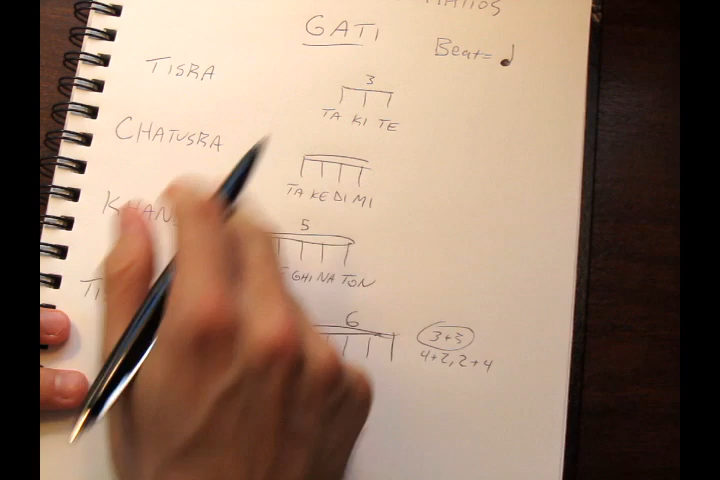 GATI
Beat= ♩
TISRA
3
TA KI TE
CHATUSRA
TA KE DI MI
5
GHI NA TON
6
3+3
4+2, 2+4